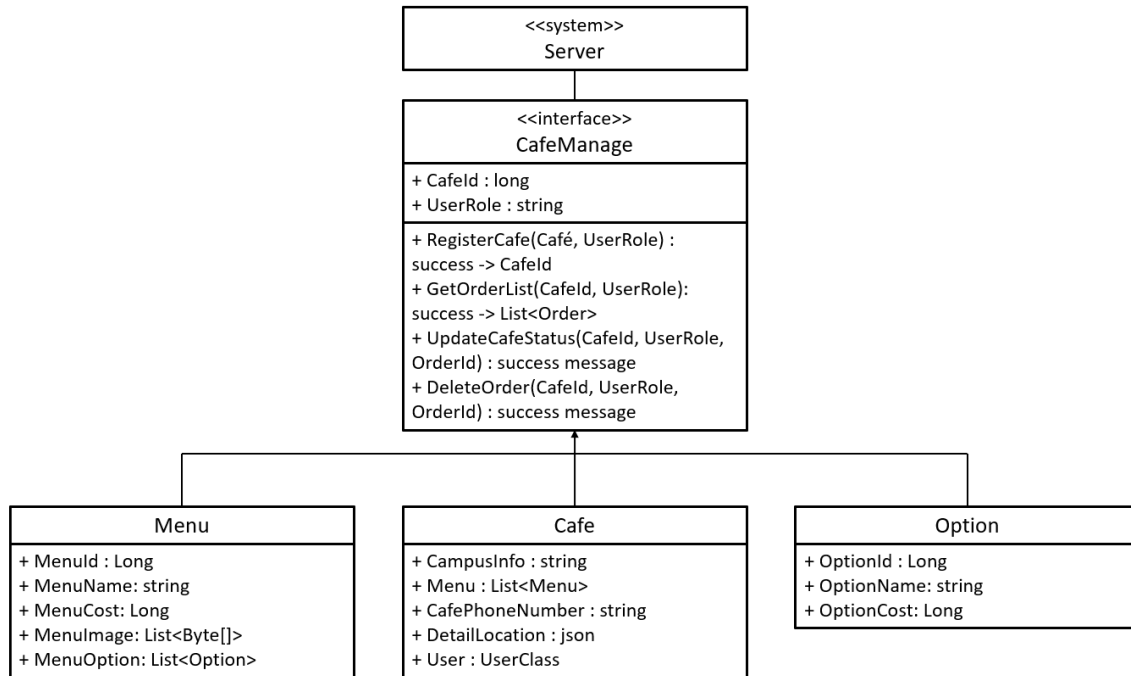 <<system>>
Server
<<interface>>
CafeManage
+ CafeId : long
+ UserRole : string
+ RegisterCafe(Café, UserRole) :
success -> CafeId
+ GetOrderList(CafeId, UserRole):
success -> List<Order>
+ UpdateCafeStatus(CafeId, UserRole,
OrderId) : success message
+ DeleteOrder(CafeId, UserRole,
OrderId) : success message
Menu
+ MenuId : Long
+ MenuName: string
+ MenuCost: Long
+ MenuImage: List<Byte[]>
+ MenuOption: List<Option>
Cafe
+ CampusInfo : string
+ Menu : List<Menu>
+ CafePhoneNumber : string
+ DetailLocation : json
+ User : UserClass
Option
+ OptionId : Long
+ OptionName: string
+ OptionCost: Long